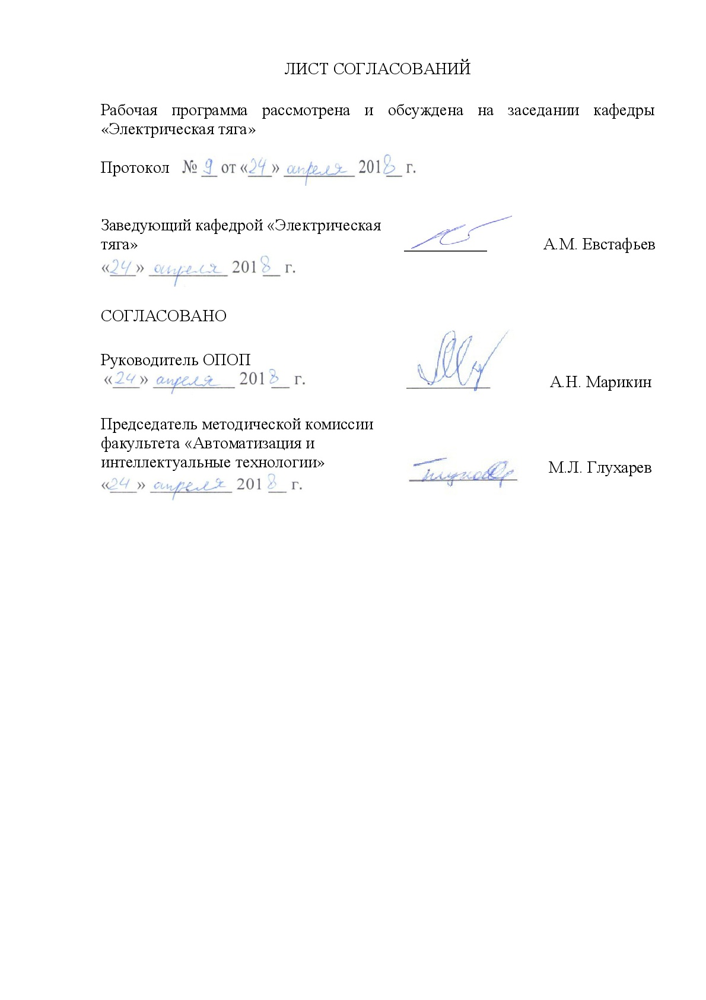 ЛИСТ СОГЛАСОВАНИЙ
Рабочая программа рассмотрена и обсуждена на заседании кафедры
«Электрическая тяга»
Протокол № 9 от «24» апреля 2018 г.
Заведующий кафедрой «Электрическая
тяга» А.М. Евстафьев
«24» апреля 2018 г.
СОГЛАСОВАНО
Руководитель ОПОП
«24» апреля 2018 г. А.Н. Марикин
Председатель методической комиссии
факультета «Автоматизация и
интеллектуальные технологии» М.Л. Глухарев
«24» апреля 2018 г.